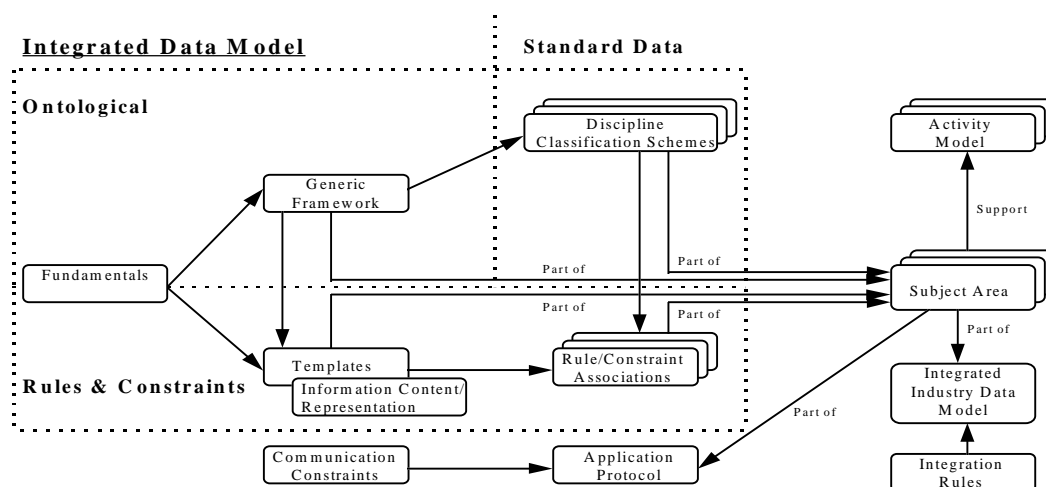 Integrated Data Model
Standard Data
Ontological
Discipline
Classification Schemes
Activity
Model
Generic
Framework
Support
Fundamentals
Part of
Part of
Subject Area
Part of
Part of
Part of
Templates
Rule/Constraint
Associations
Rules & Constraints
Information Content/
Representation
Integrated
Industry Data
Model
Part of
Communication
Constraints
Application
Protocol
Integration
Rules